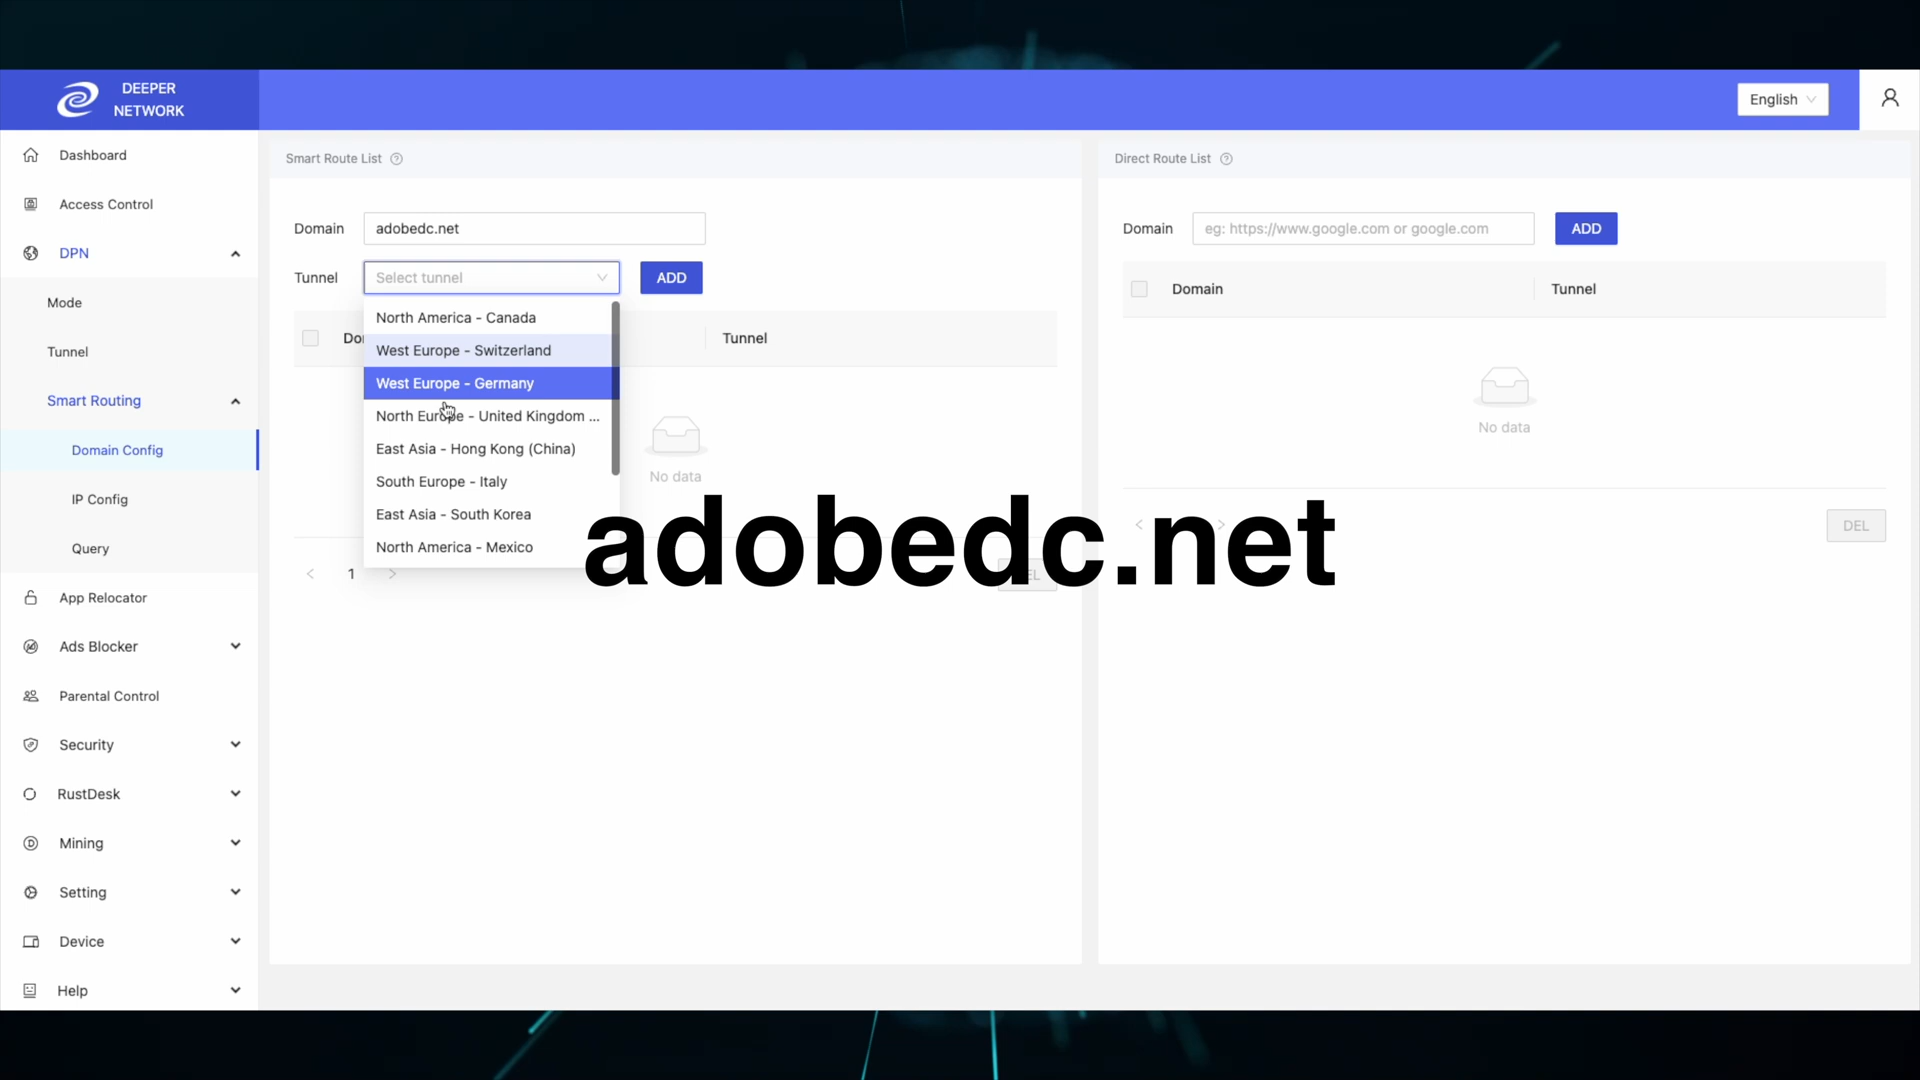 DEEPER
NETWORK
English
Dashboard
Access Control
DPN
Mode
Tunnel
Smart Routing
Domain Config
IP Config
Query
App Relocator
Ads Blocker
Parental Control
Security
RustDesk
Mining
Setting
Device
Help
Smart Route List
Domain
adobedc.net
Tunnel
Select tunnel
ADD
North America - Canada
West Europe - Switzerland
West Europe - Germany
North Europe - United Kingdom ...
East Asia - Hong Kong (China)
South Europe - Italy
East Asia - South Korea
North America - Mexico
Tunnel
No data
1
Direct Route List
Domain
eg: https://www.google.com or google.com
ADD
Domain
Tunnel
No data
DEL
adobedc.net